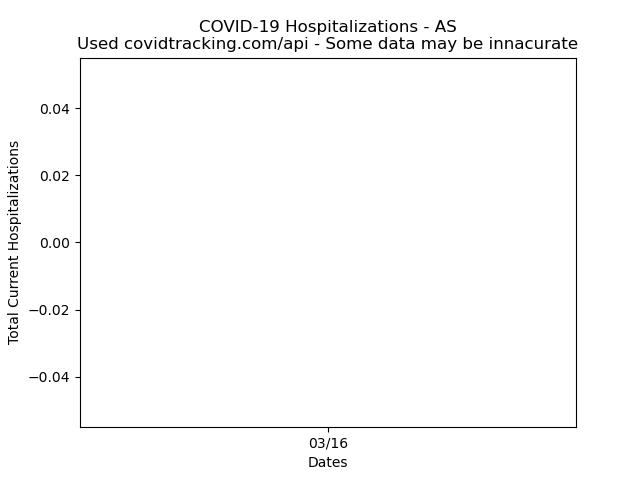 COVID-19 Hospitalizations - AS
Used covidtracking.com/api - Some data may be innacurate
Total Current Hospitalizations
0.04
0.02
0.00
−0.02
−0.04
03/16
Dates